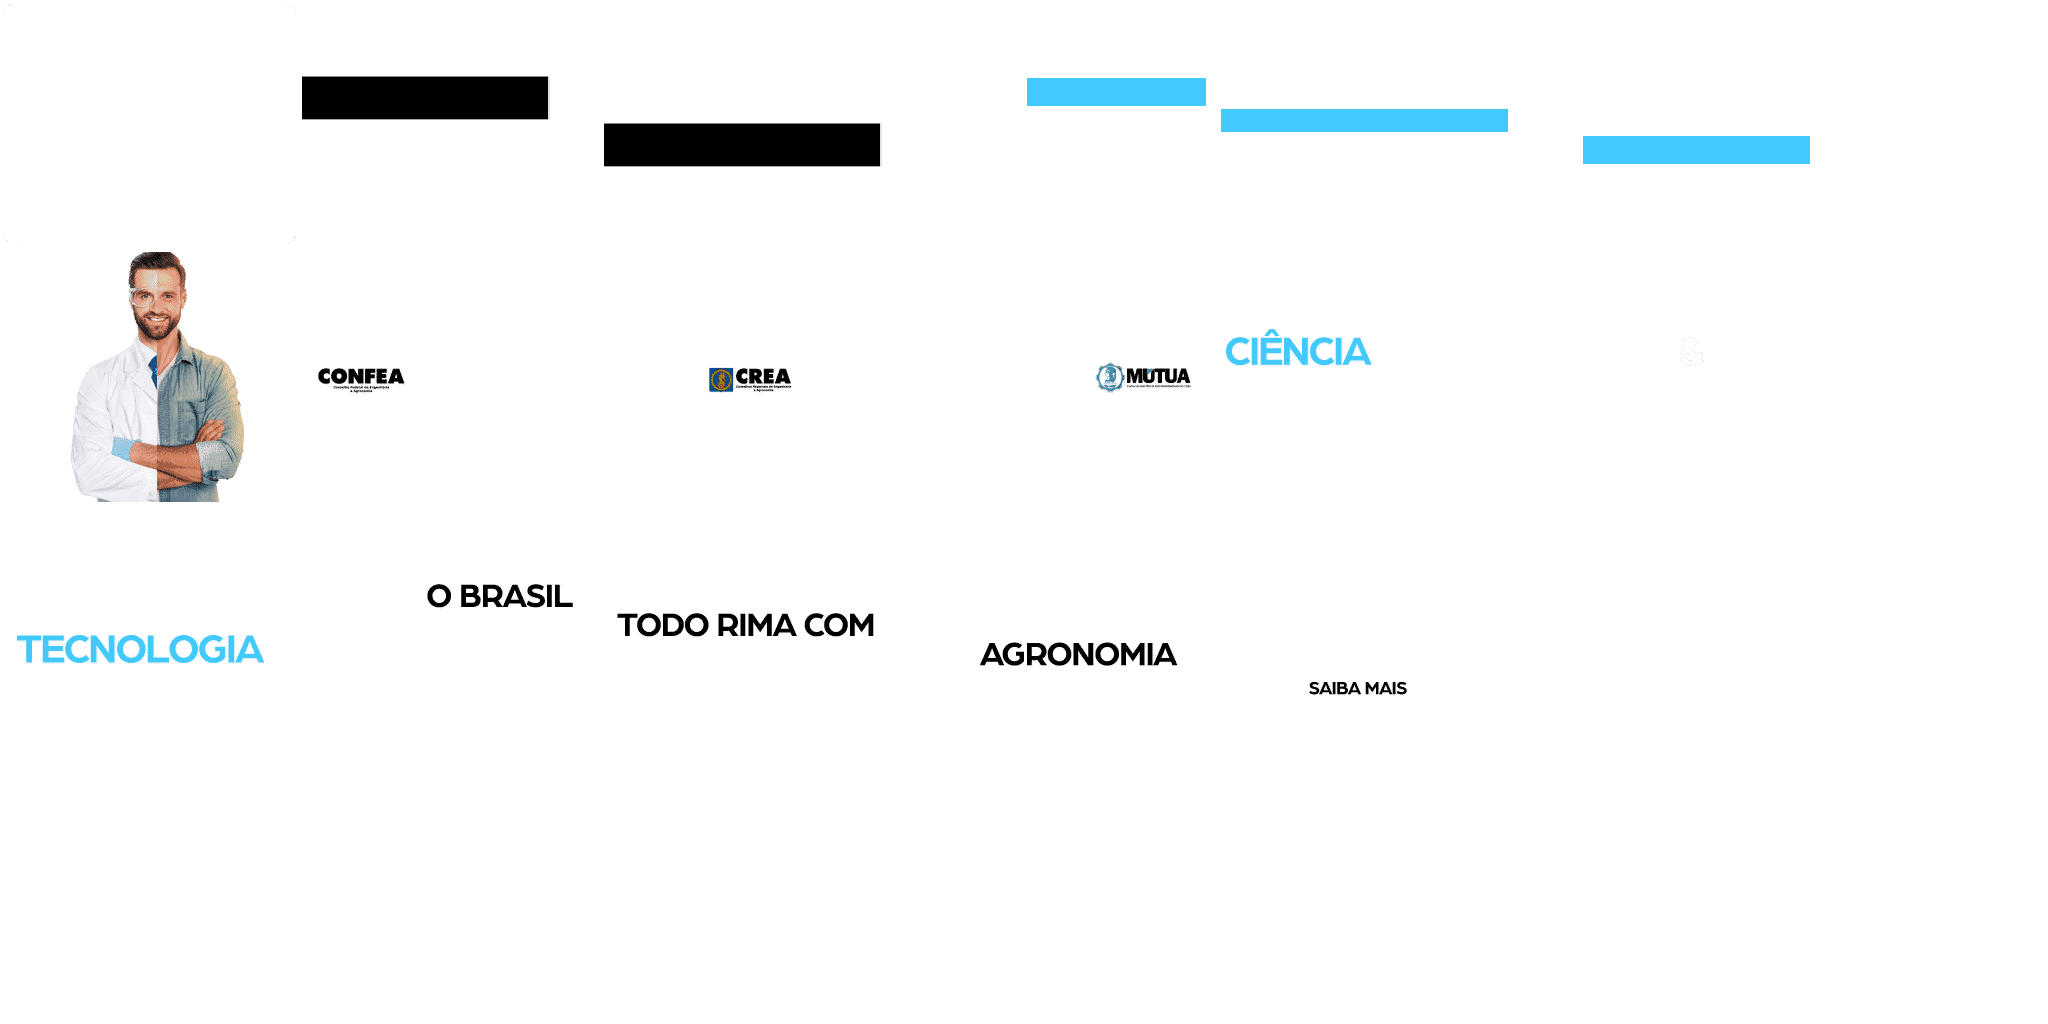 CIÊNCIA
&
CONFEA
Conselho Federal de Engenharia
e Agronomia
CREA
Conselhos Regionais de Engenharia
e Agronomia
MÚTUA
O BRASIL
TODO RIMA COM
TECNOLOGIA
AGRONOMIA
SAIBA MAIS